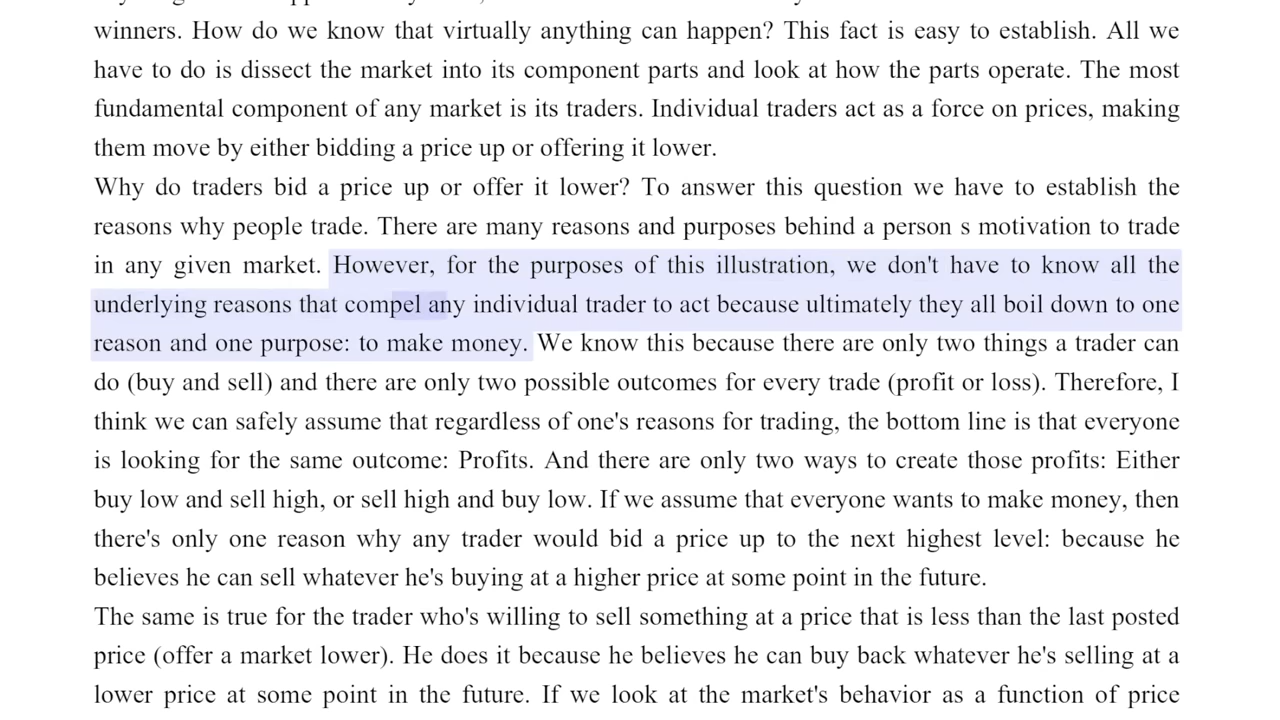 winners. How do we know that virtually anything can happen? This fact is easy to establish. All we
have to do is dissect the market into its component parts and look at how the parts operate. The most
fundamental component of any market is its traders. Individual traders act as a force on prices, making
them move by either bidding a price up or offering it lower.
Why do traders bid a price up or offer it lower? To answer this question we have to establish the
reasons why people trade. There are many reasons and purposes behind a person s motivation to trade
in any given market. However, for the purposes of this illustration, we don't have to know all the
underlying reasons that compel any individual trader to act because ultimately they all boil down to one
reason and one purpose: to make money. We know this because there are only two things a trader can
do (buy and sell) and there are only two possible outcomes for every trade (profit or loss). Therefore, I
think we can safely assume that regardless of one's reasons for trading, the bottom line is that everyone
is looking for the same outcome: Profits. And there are only two ways to create those profits: Either
buy low and sell high, or sell high and buy low. If we assume that everyone wants to make money, then
there's only one reason why any trader would bid a price up to the next highest level: because he
believes he can sell whatever he's buying at a higher price at some point in the future.
The same is true for the trader who's willing to sell something at a price that is less than the last posted
price (offer a market lower). He does it because he believes he can buy back whatever he's selling at a
lower price at some point in the future. If we look at the market's behavior as a function of price